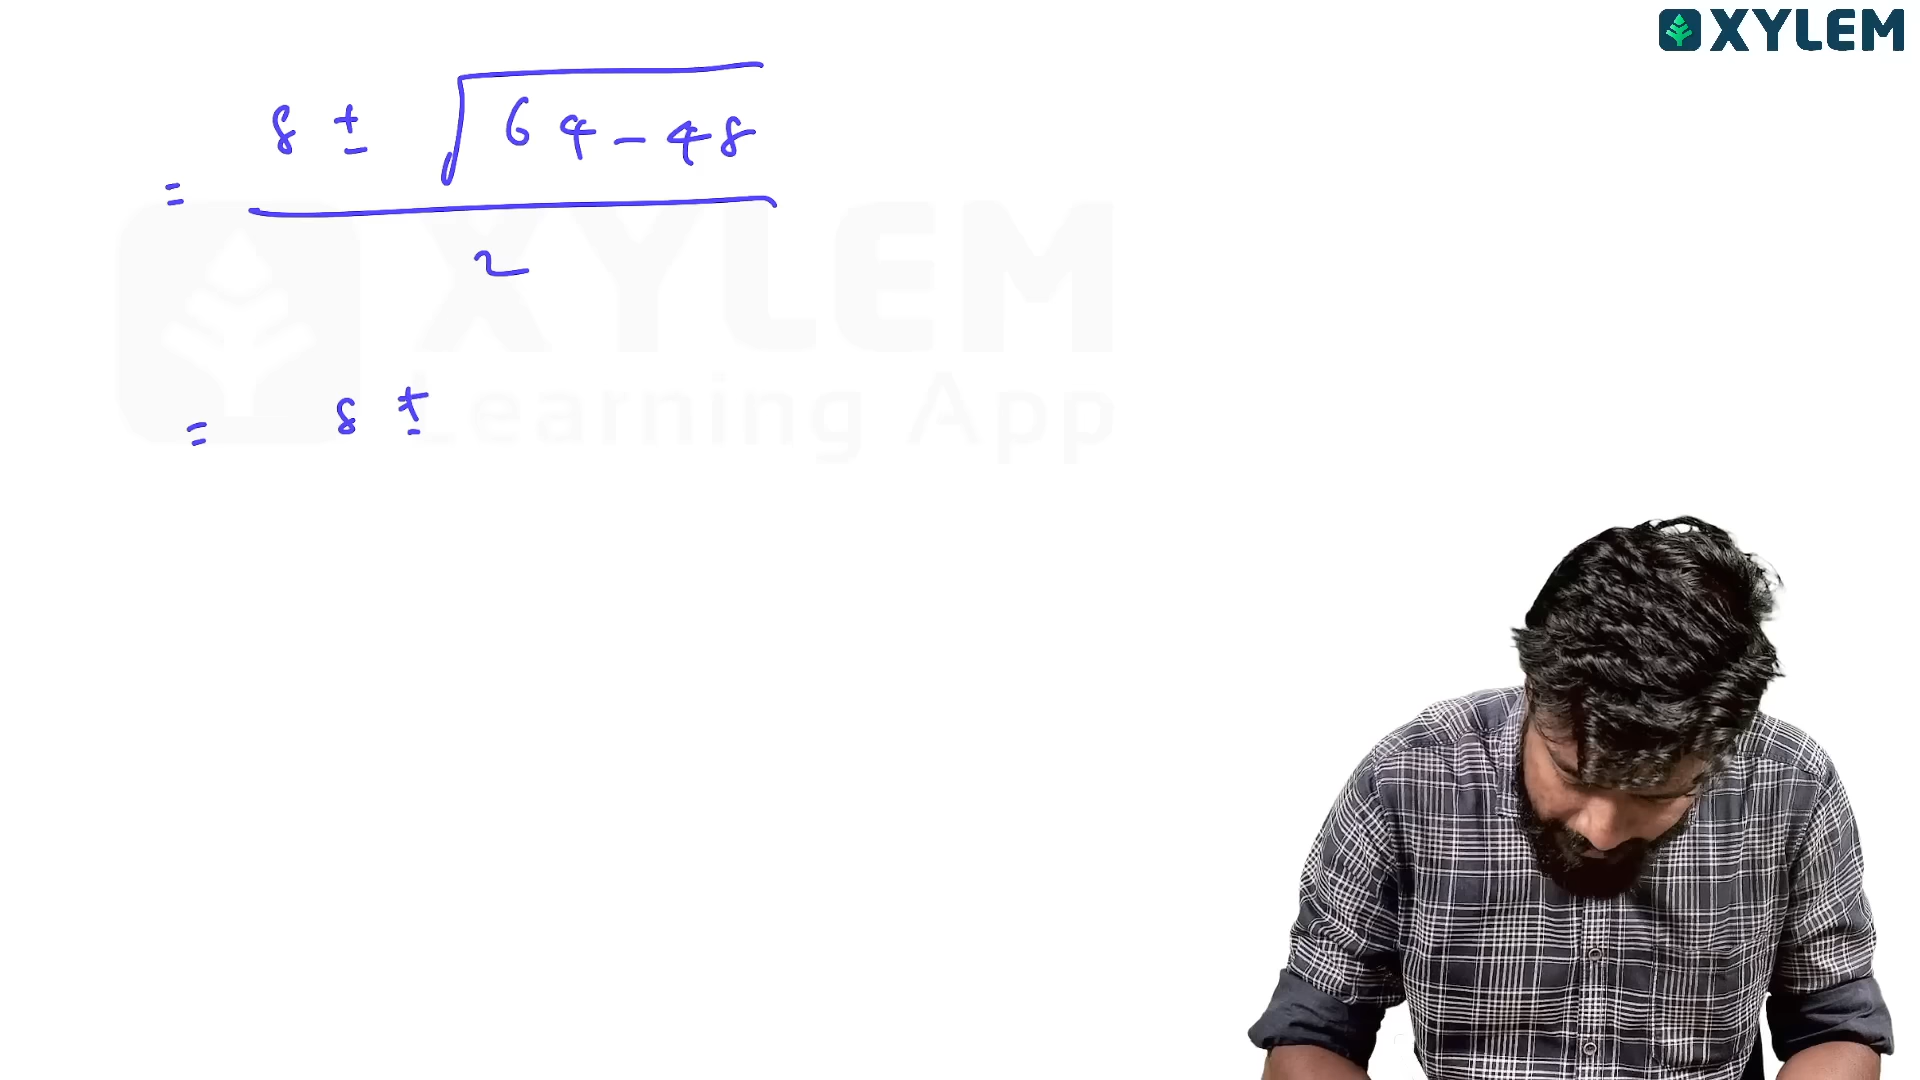 XYLEM
= 8 ± √64 - 48
2
= 8 ±
XYLEM
Learning App